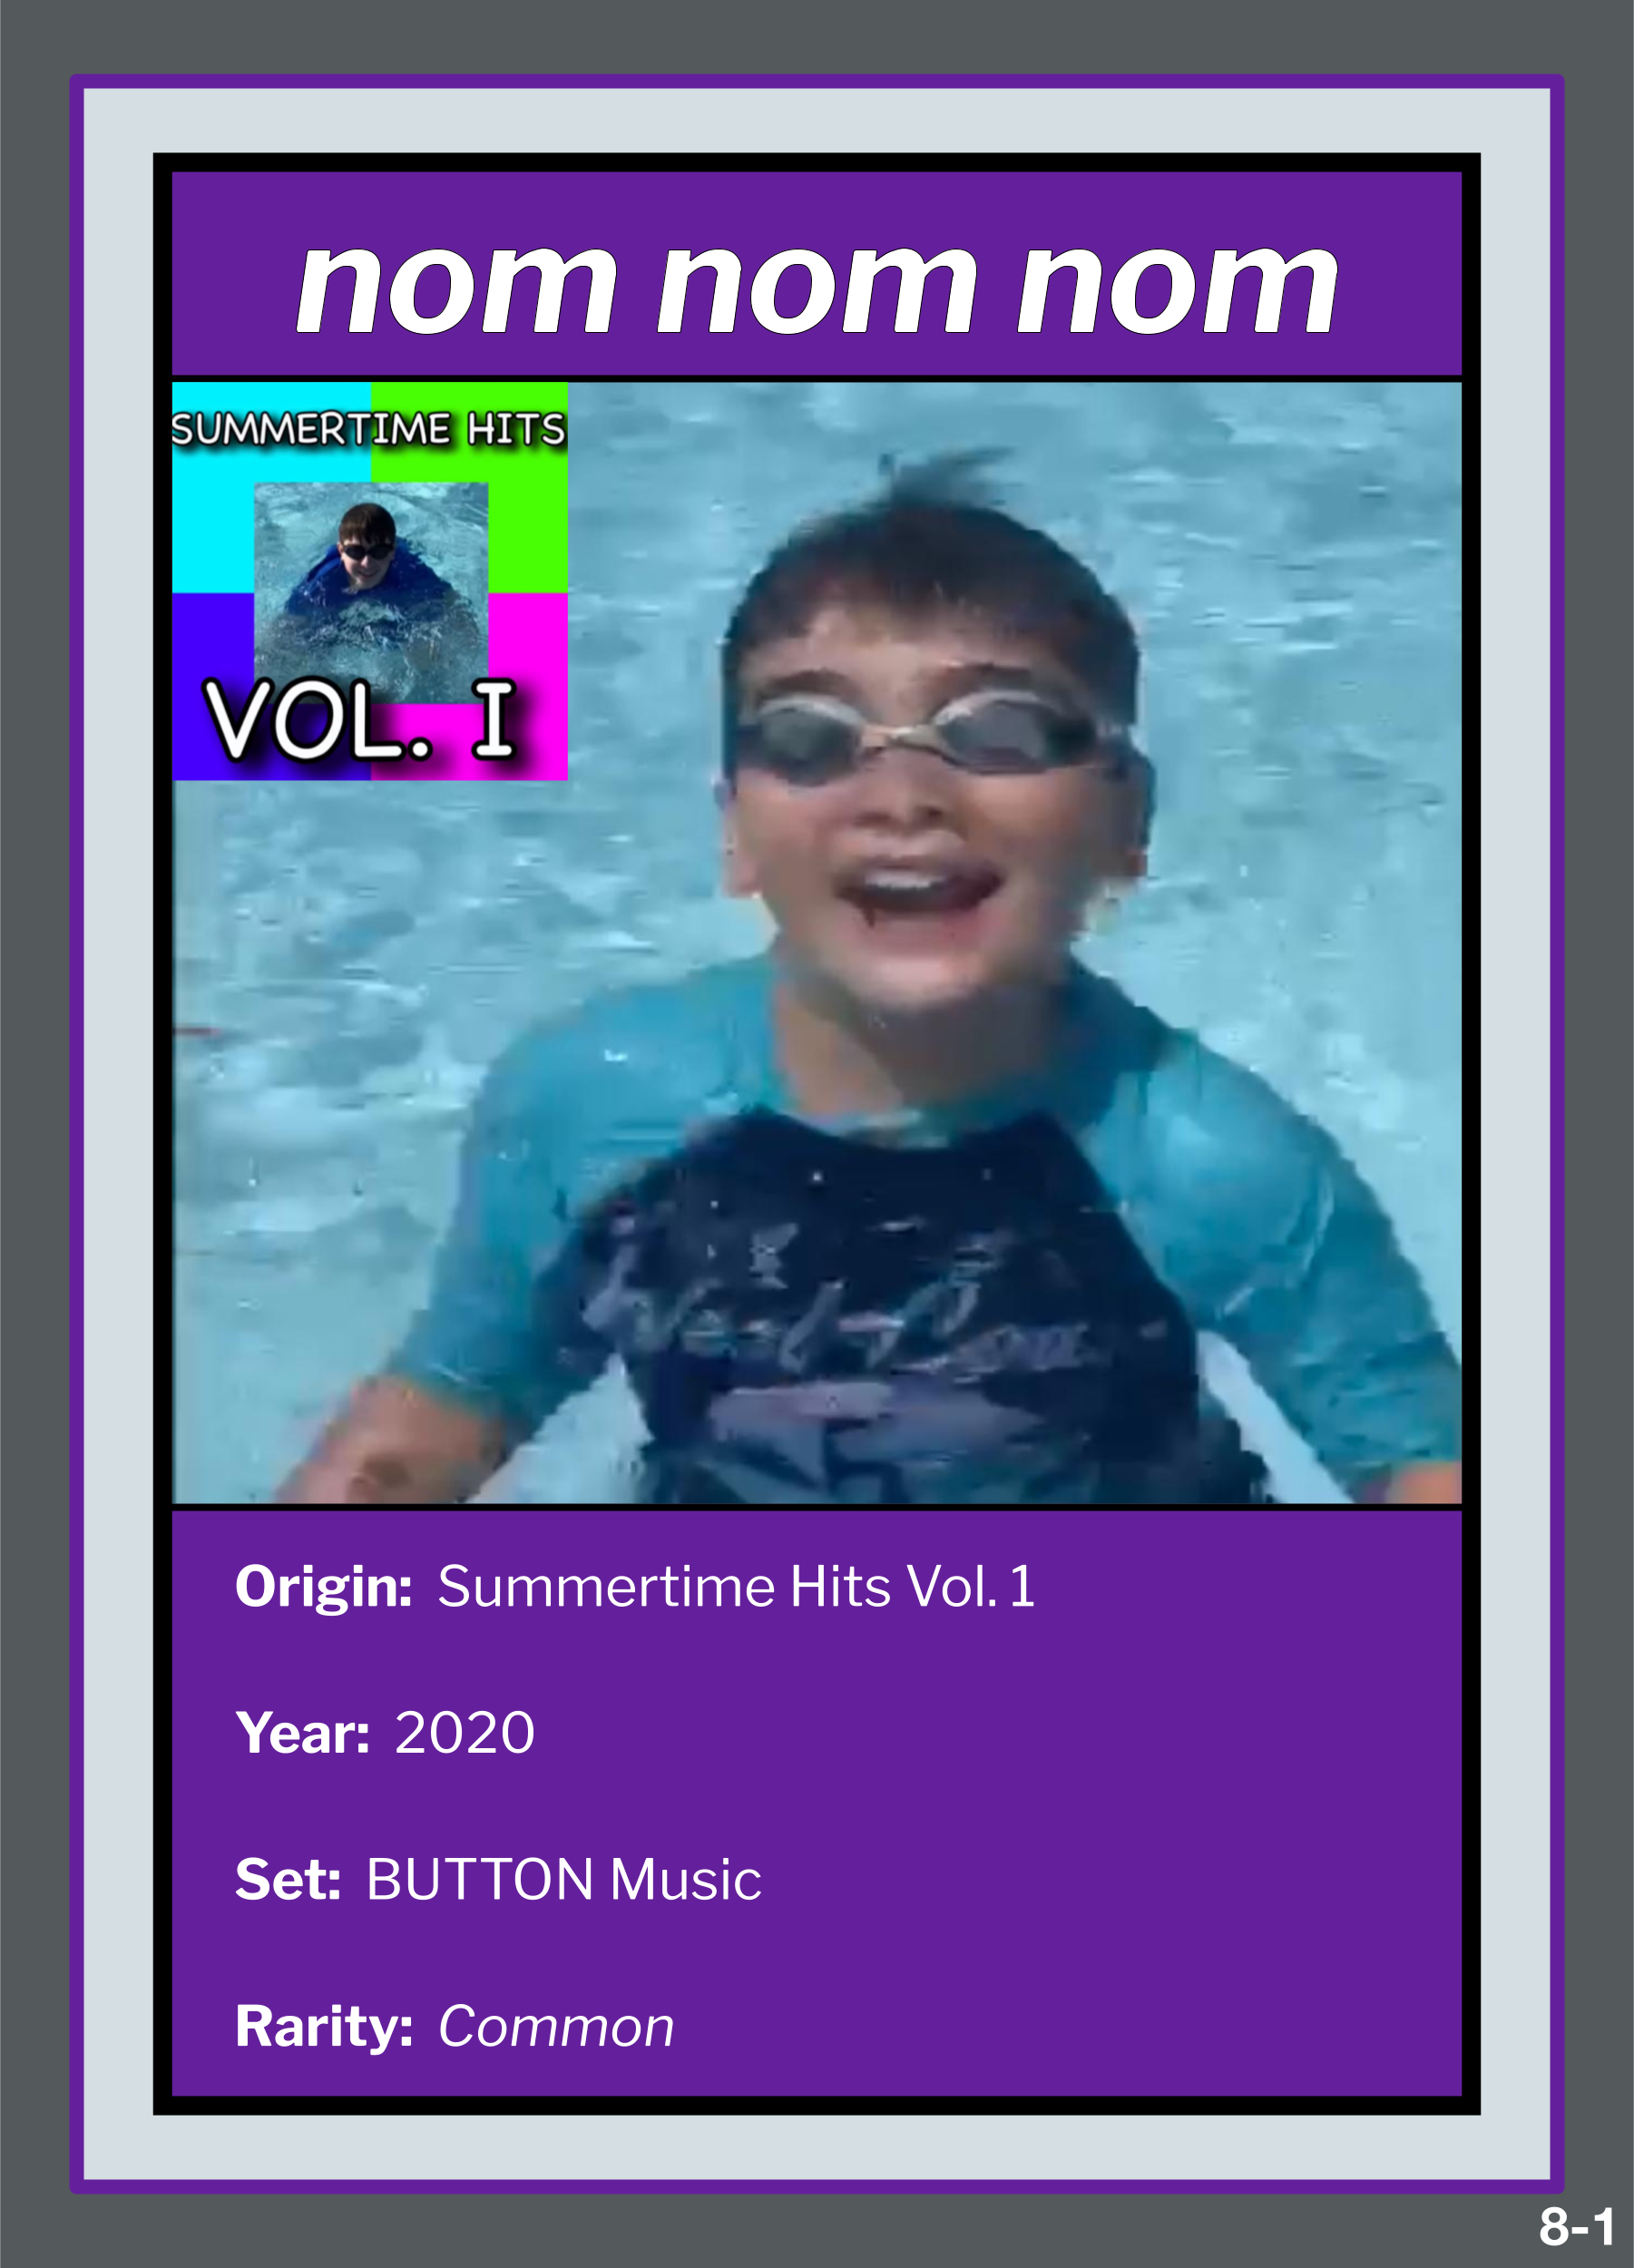 nom nom nom
SUMMERTIME HITS
VOL. I
Origin: Summertime Hits Vol. 1
Year: 2020
Set: BUTTON Music
Rarity: Common
8-1